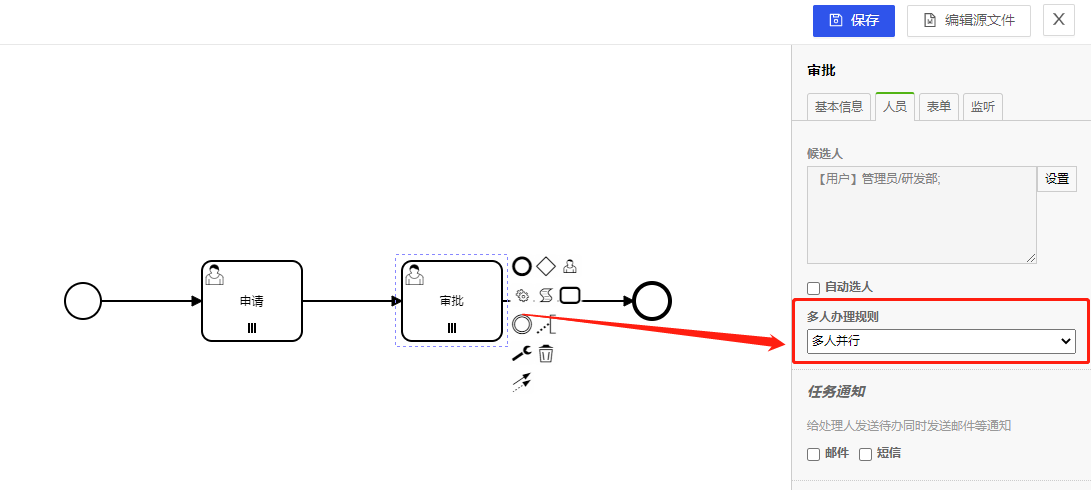 保存
编辑源文件
X
审批
基本信息
人员
表单
监听
候选人
【用户】管理员/研发部;
设置
自动选人
多人办理规则
多人并行
任务通知
给处理人发送待办同时发送邮件等通知
邮件
短信
申请
审批